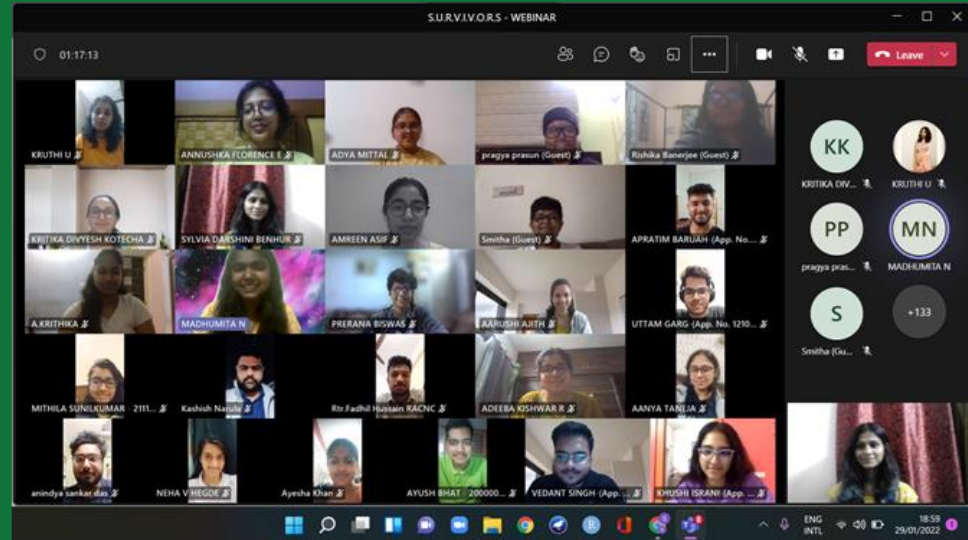 S.U.R.V.I.V.O.R.S - WEBINAR
01:17:13
Leave
KRUTHI U
ANNUSHKA FLORENCE E
ADYA MITTAL
pragya prasun (Guest)
Rishika Banerjee (Guest)
KRITIKA DIVYESH KOTECHA
SYLVIA DARSHINI BENHUR
AMREEN ASIF
Smitha (Guest)
APRATIM BARUAH (App. No....
A.KRITHIKA
MADHUMITA N
PRERANA BISWAS
AARUSHI AJITH
UTTAM GARG (App. No. 1210...
MITHILA SUNILKUMAR - 2111...
Kashish Narula
Rtr.Fadhil Hussain RACNC
ADEEBA KISHWAR R
AANYA TANEJA
anindya sankar das
NEHA V HEGDE
Ayesha Khan
AYUSH BHAT - 200000...
VEDANT SINGH (App. ...
KHUSHI ISRANI (App. ...
KK
KRITIKA DIV...
KRUTHI U
PP
pragya pras...
MN
MADHUMITA N
S
Smitha (Gu...
+133
ENG
INTL
18:59
29/01/2022